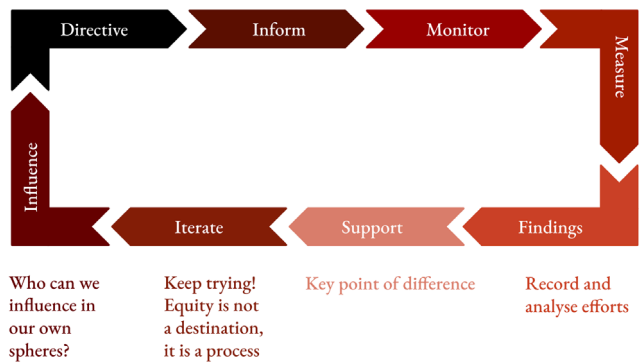 Directive
Inform
Monitor
Measure
Influence
Iterate
Support
Findings
Who can we
influence in
our own
spheres?
Keep trying!
Equity is not
a destination,
it is a process
Key point of difference
Record and
analyse efforts